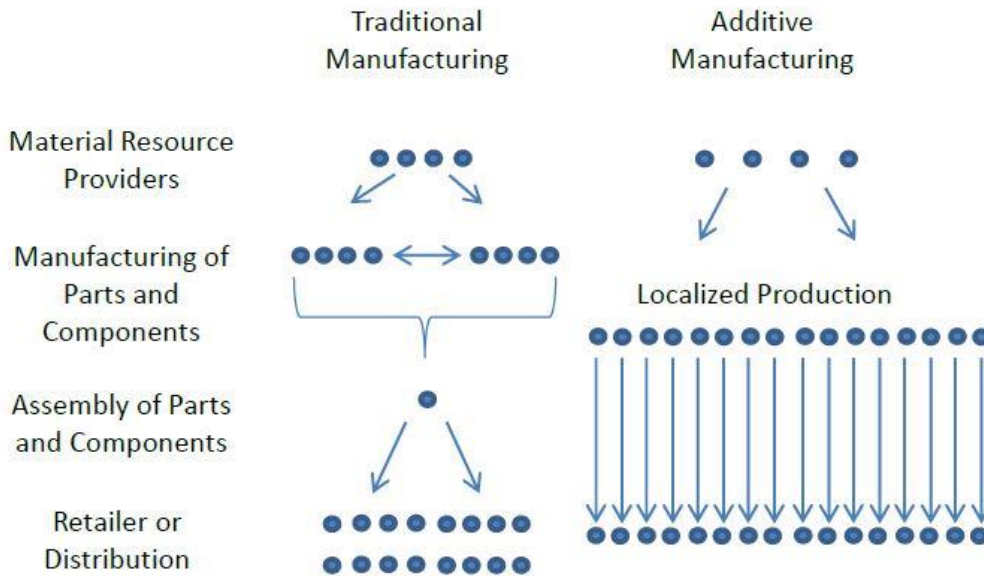 Traditional
Manufacturing
Additive
Manufacturing
Material Resource
Providers
Manufacturing of
Parts and
Components
Localized Production
Assembly of Parts
and Components
Retailer or
Distribution